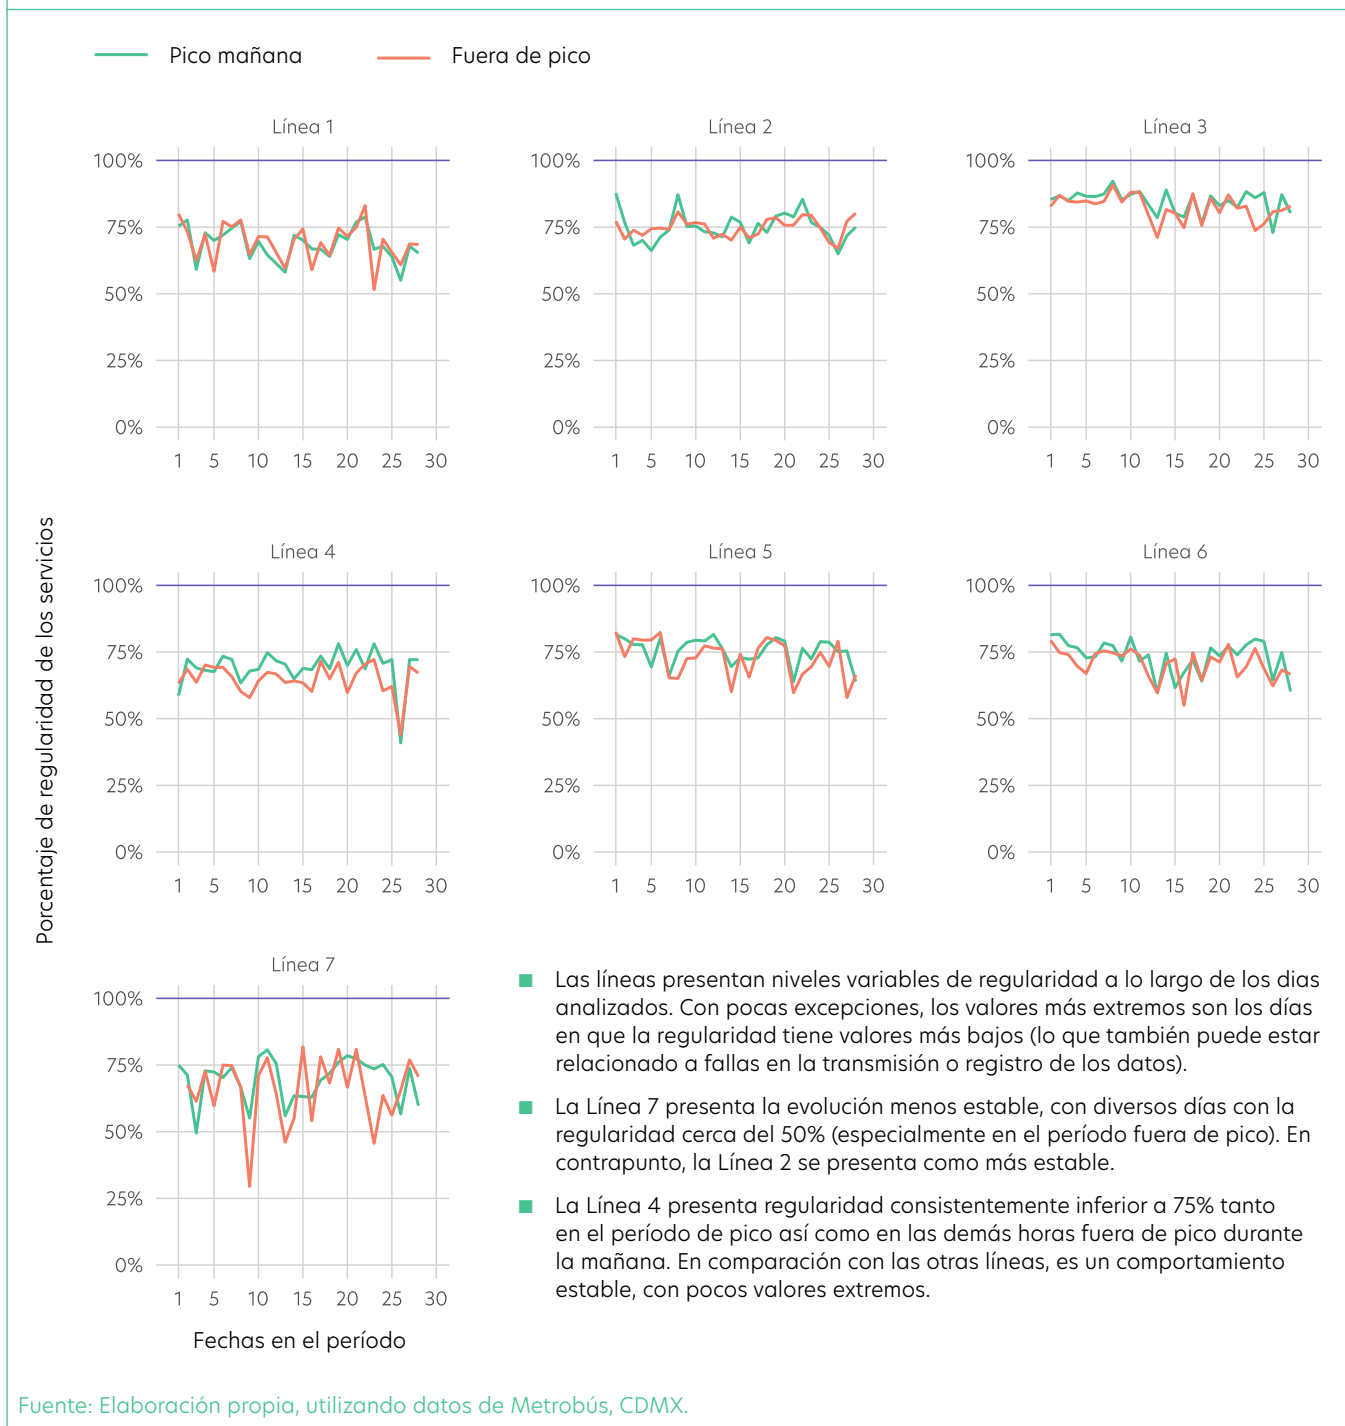 Pico mañana
Fuera de pico
Línea 1
100%
75%
50%
25%
0%
1 5 10 15 20 25 30
Línea 2
100%
75%
50%
25%
0%
1 5 10 15 20 25 30
Línea 3
100%
75%
50%
25%
0%
1 5 10 15 20 25 30
Porcentaje de regularidad de los servicios
Línea 4
100%
75%
50%
25%
0%
1 5 10 15 20 25 30
Línea 5
100%
75%
50%
25%
0%
1 5 10 15 20 25 30
Línea 6
100%
75%
50%
25%
0%
1 5 10 15 20 25 30
Línea 7
100%
75%
50%
25%
0%
1 5 10 15 20 25 30
Fechas en el período
Las líneas presentan niveles variables de regularidad a lo largo de los dias
analizados. Con pocas excepciones, los valores más extremos son los días
en que la regularidad tiene valores más bajos (lo que también puede estar
relacionado a fallas en la transmisión o registro de los datos).
La Línea 7 presenta la evolución menos estable, con diversos días con la
regularidad cerca del 50% (especialmente en el período fuera de pico). En
contrapunto, la Línea 2 se presenta como más estable.
La Línea 4 presenta regularidad consistentemente inferior a 75% tanto
en el período de pico así como en las demás horas fuera de pico durante
la mañana. En comparación con las otras líneas, es un comportamiento
estable, con pocos valores extremos.
Fuente: Elaboración propia, utilizando datos de Metrobús, CDMX.